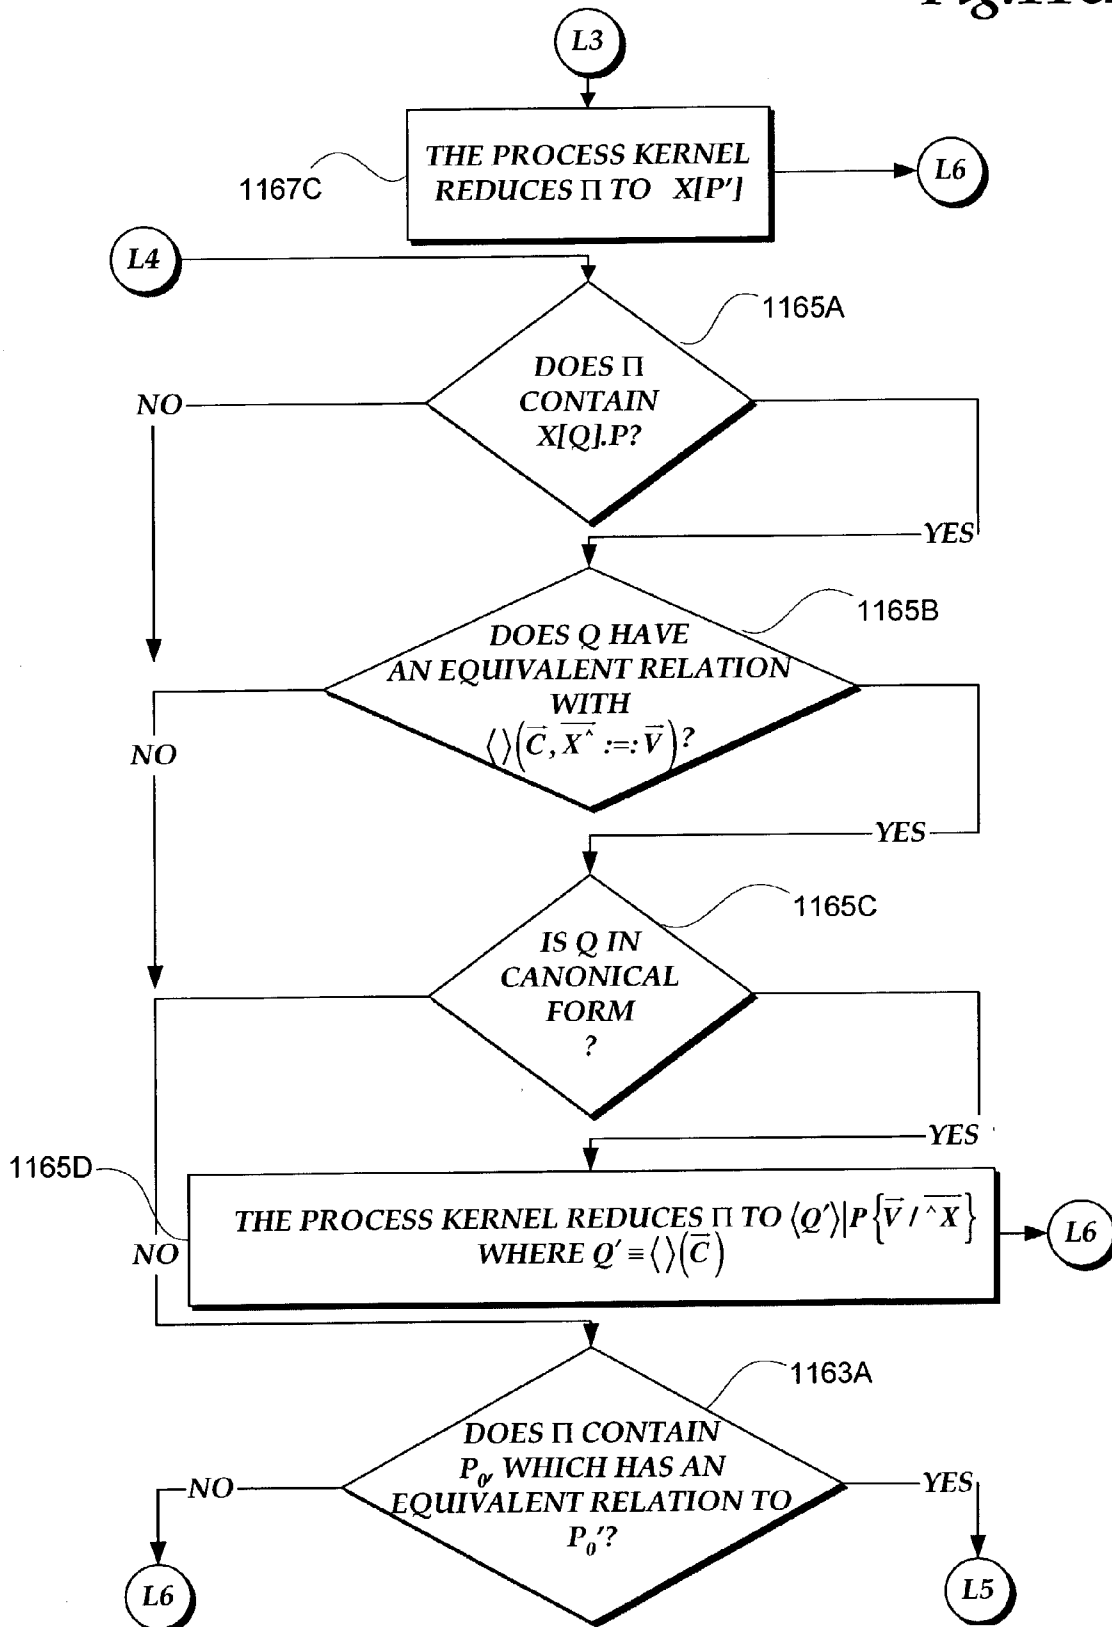 L3
THE PROCESS KERNEL
REDUCES Π TO X[P']
1167C
L6
L4
1165A
DOES Π
CONTAIN
X[Q].P?
NO
YES
1165B
DOES Q HAVE
AN EQUIVALENT RELATION
WITH
⟨⟩(C⃗, X^⃗ :=: V⃗)?
NO
YES
1165C
IS Q IN
CANONICAL
FORM
?
YES
1165D
THE PROCESS KERNEL REDUCES Π TO ⟨Q'⟩|P{V⃗ / ^X⃗}
WHERE Q' ≡ ⟨⟩(C⃗)
L6
NO
1163A
DOES Π CONTAIN
P₀, WHICH HAS AN
EQUIVALENT RELATION TO
P₀'?
NO
YES
L6
L5